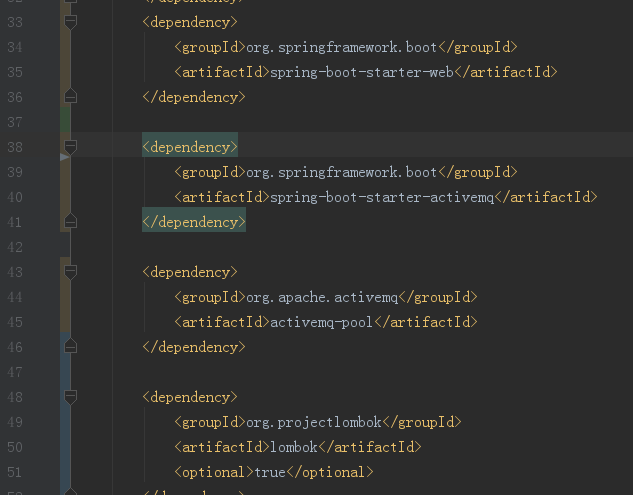 32 </dependency>
33 <dependency>
34 <groupId>org.springframework.boot</groupId>
35 <artifactId>spring-boot-starter-web</artifactId>
36 </dependency>
37
38 <dependency>
39 <groupId>org.springframework.boot</groupId>
40 <artifactId>spring-boot-starter-activemq</artifactId>
41 </dependency>
42
43 <dependency>
44 <groupId>org.apache.activemq</groupId>
45 <artifactId>activemq-pool</artifactId>
46 </dependency>
47
48 <dependency>
49 <groupId>org.projectlombok</groupId>
50 <artifactId>lombok</artifactId>
51 <optional>true</optional>
52 </dependency>